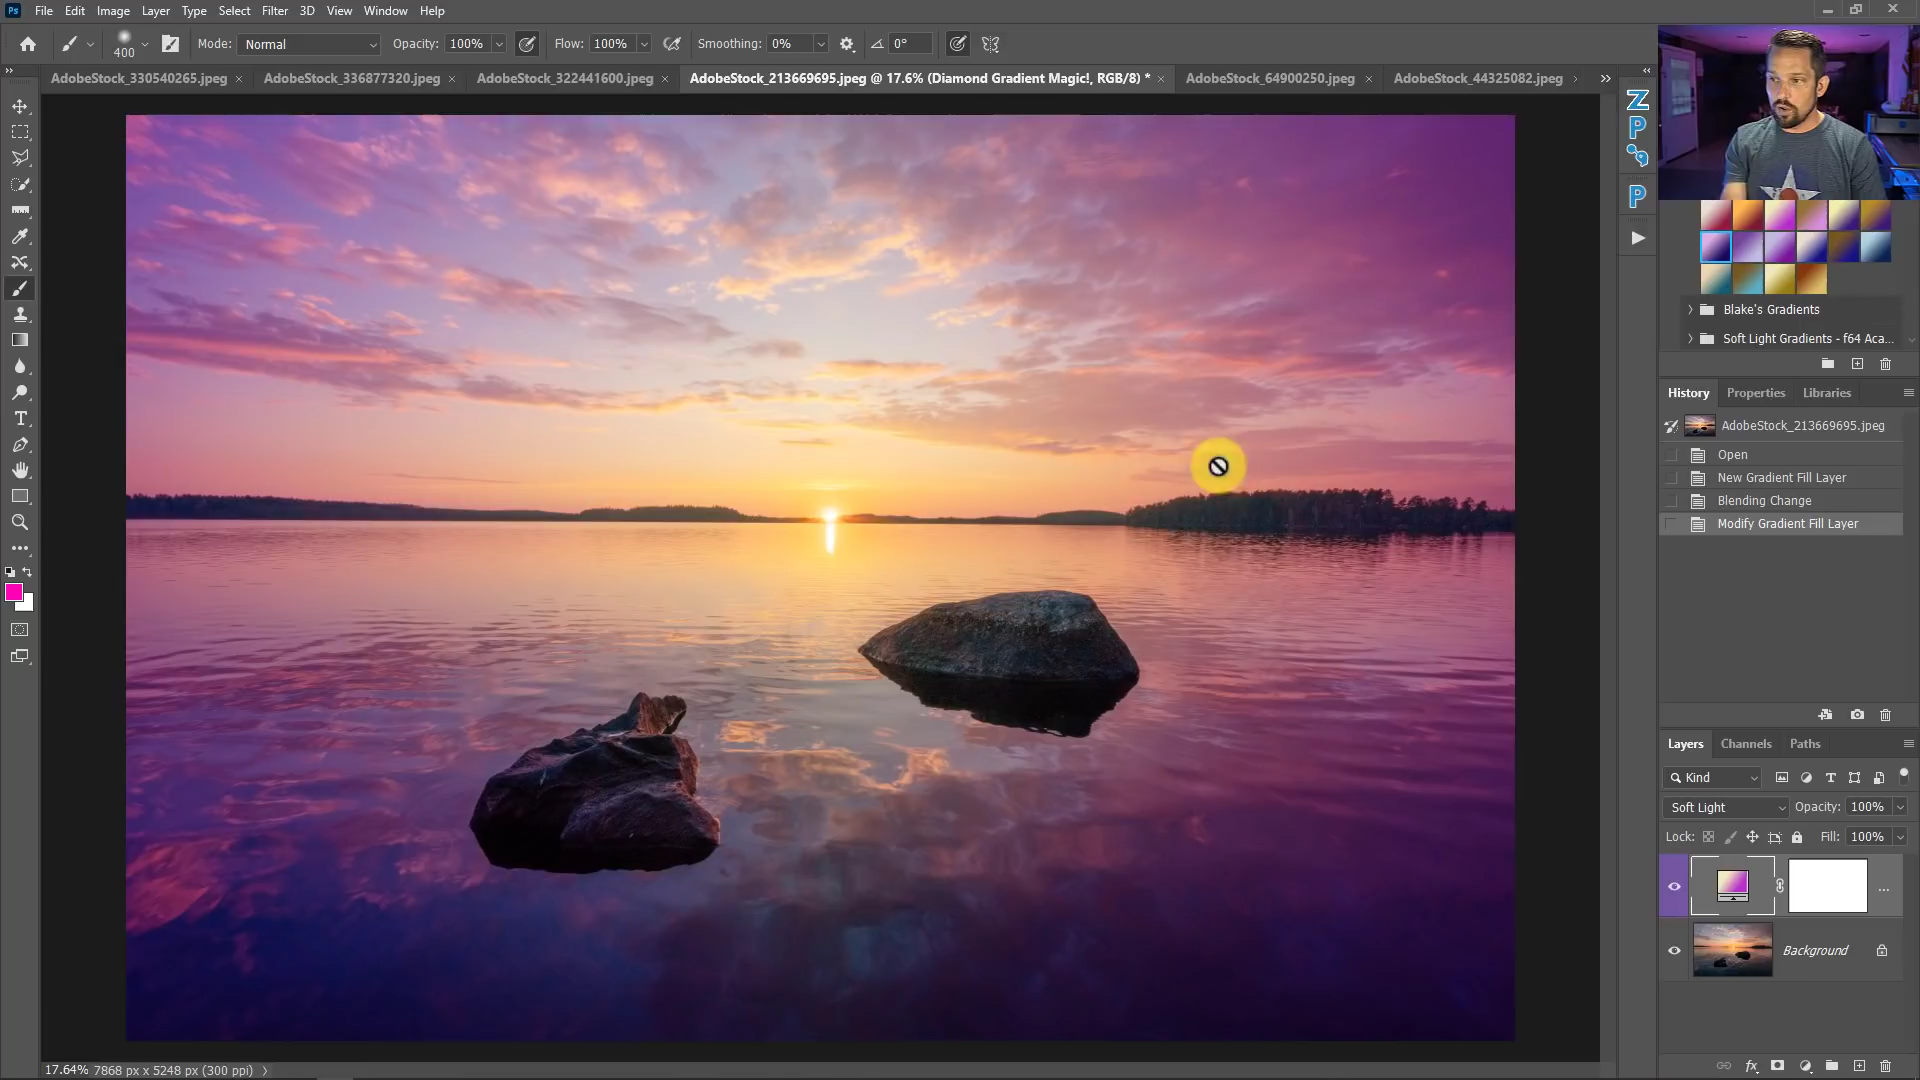 Ps File Edit Image Layer Type Select Filter 3D View Window Help
400 Mode: Normal Opacity: 100% Flow: 100% Smoothing: 0% 0°
AdobeStock_330540265.jpeg × AdobeStock_336877320.jpeg × AdobeStock_322441600.jpeg × AdobeStock_213669695.jpeg @ 17.6% (Diamond Gradient Magic!, RGB/8) * × AdobeStock_64900250.jpeg × AdobeStock_44325082.jpeg
Z
P
P
Blake's Gradients
Soft Light Gradients - f64 Aca...
History Properties Libraries
AdobeStock_213669695.jpeg
Open
New Gradient Fill Layer
Blending Change
Modify Gradient Fill Layer
Layers Channels Paths
Kind
Soft Light Opacity: 100%
Lock: Fill: 100%
...
Background
fx
17.64% 7868 px x 5248 px (300 ppi)